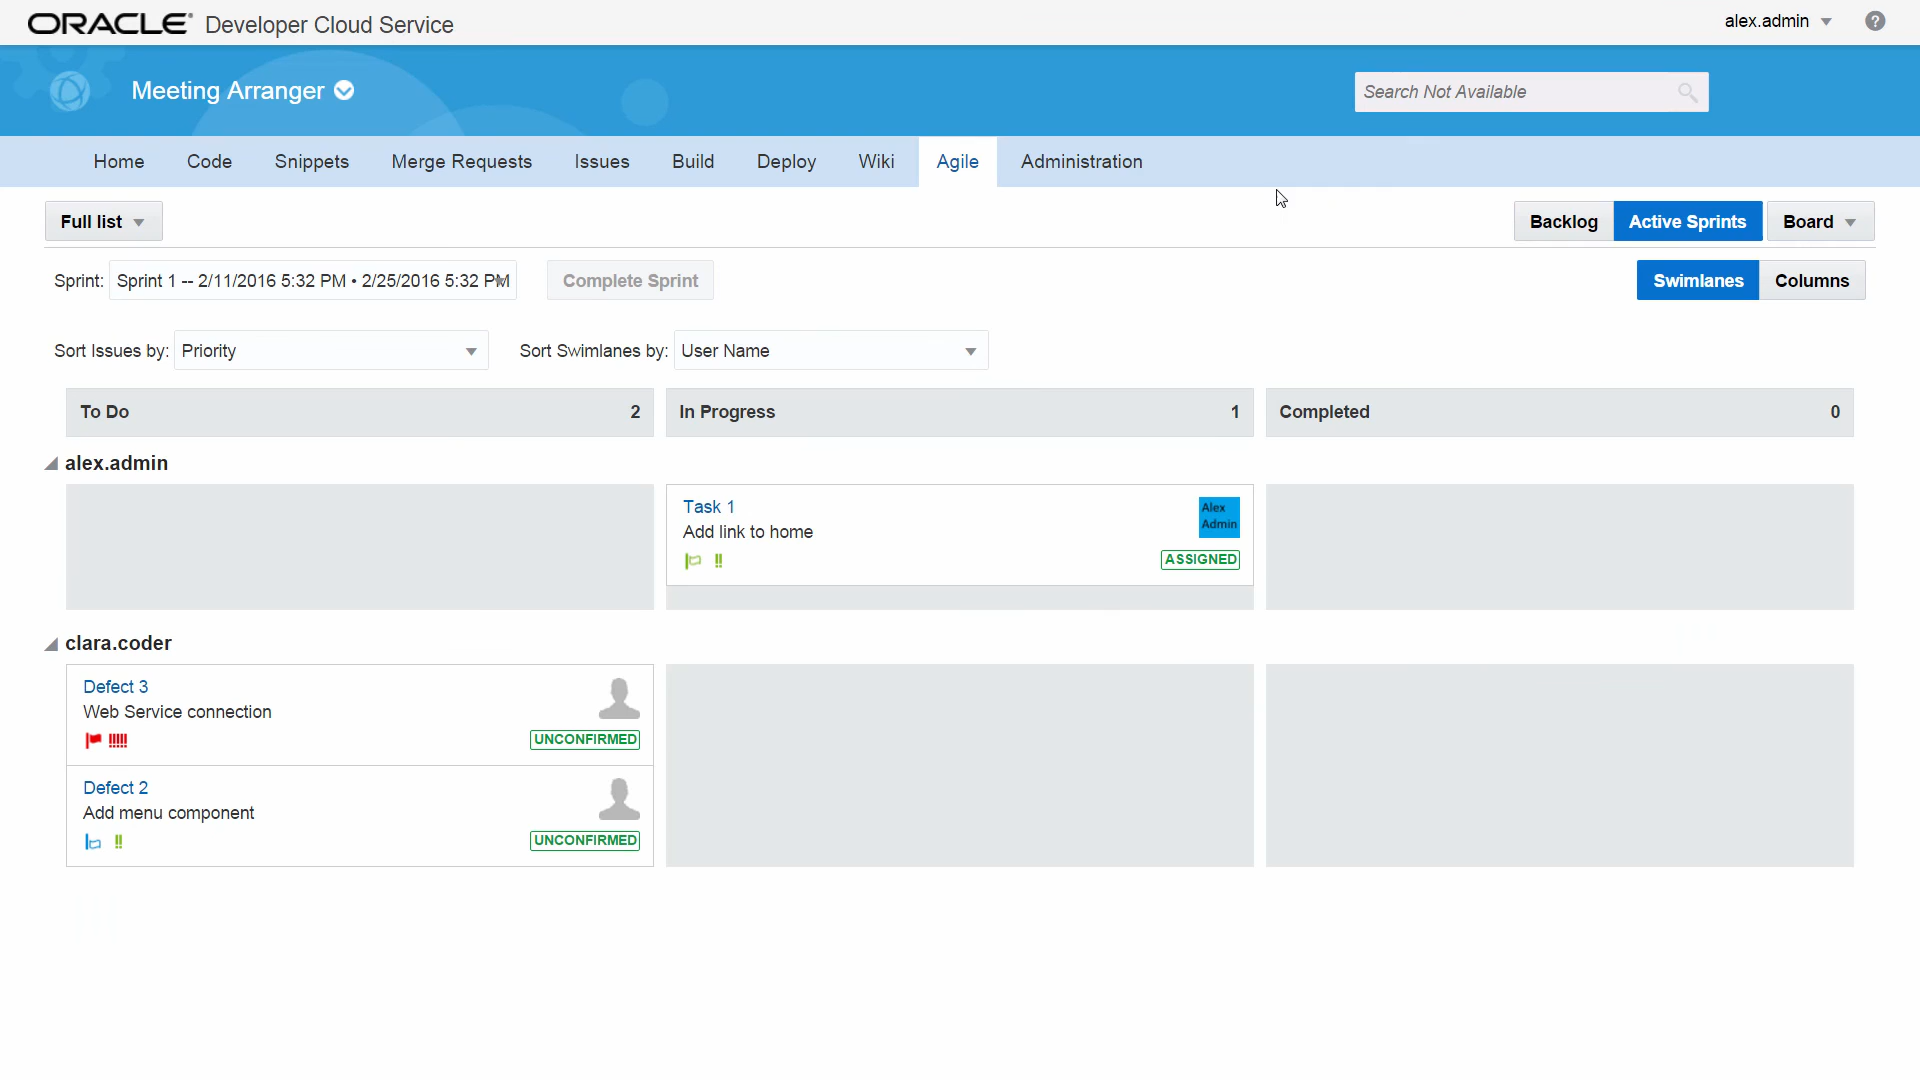 ORACLE® Developer Cloud Service
alex.admin
?
Meeting Arranger
Search Not Available
Home Code Snippets Merge Requests Issues Build Deploy Wiki Agile Administration
Full list
Backlog Active Sprints Board
Sprint: Sprint 1 -- 2/11/2016 5:32 PM • 2/25/2016 5:32 PM
Complete Sprint
Swimlanes Columns
Sort Issues by: Priority
Sort Swimlanes by: User Name
To Do 2
In Progress 1
Completed 0
alex.admin
Task 1
Add link to home
!!
Alex
Admin
ASSIGNED
clara.coder
Defect 3
Web Service connection
!!!!!
UNCONFIRMED
Defect 2
Add menu component
!!
UNCONFIRMED